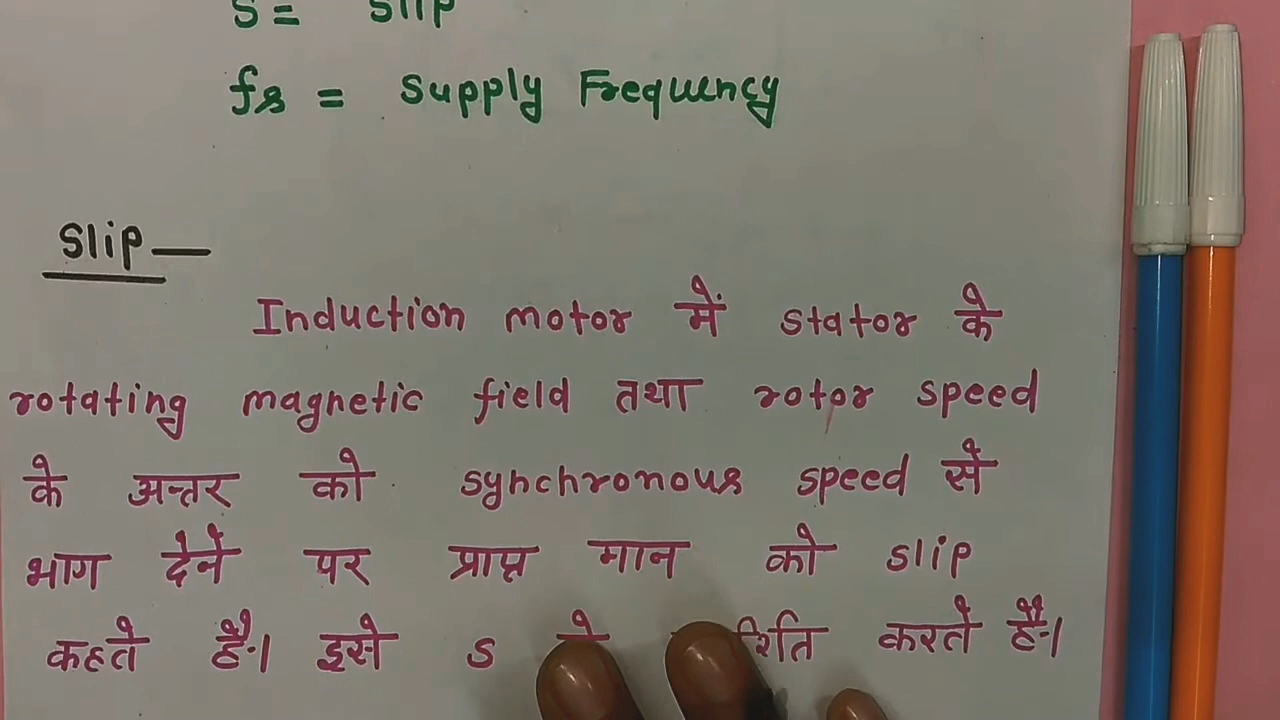 S = Slip
fs = Supply Frequency
Slip —
Induction motor में stator के
rotating magnetic field तथा rotor speed
के अन्तर को synchronous speed से
भाग देने पर प्राप्त मान को slip
कहते है। इसे S करते है।